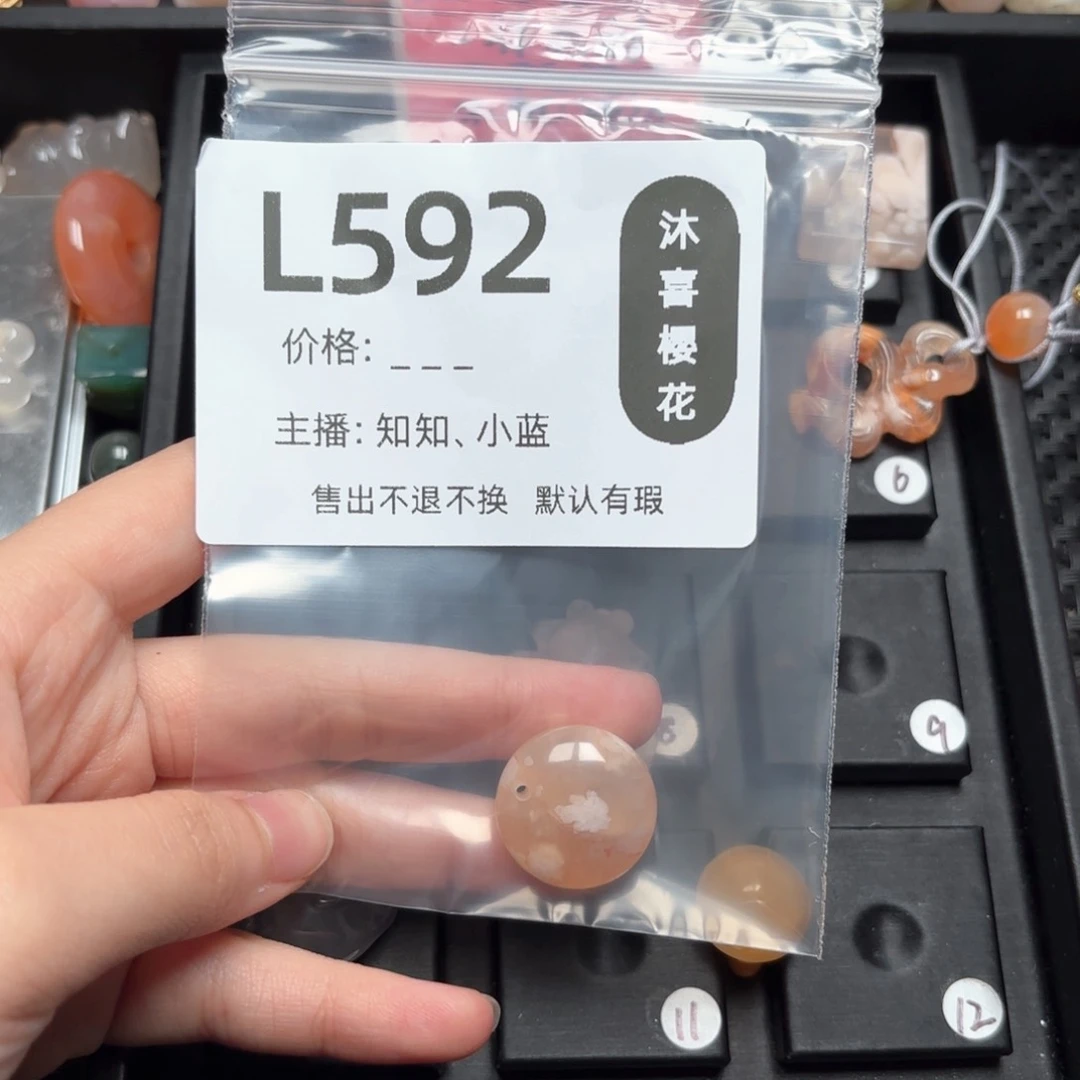 L592
沐喜樱花
价格: _ _ _
主播: 知知、小蓝
售出不退不换 默认有瑕
6
8
9
11
12